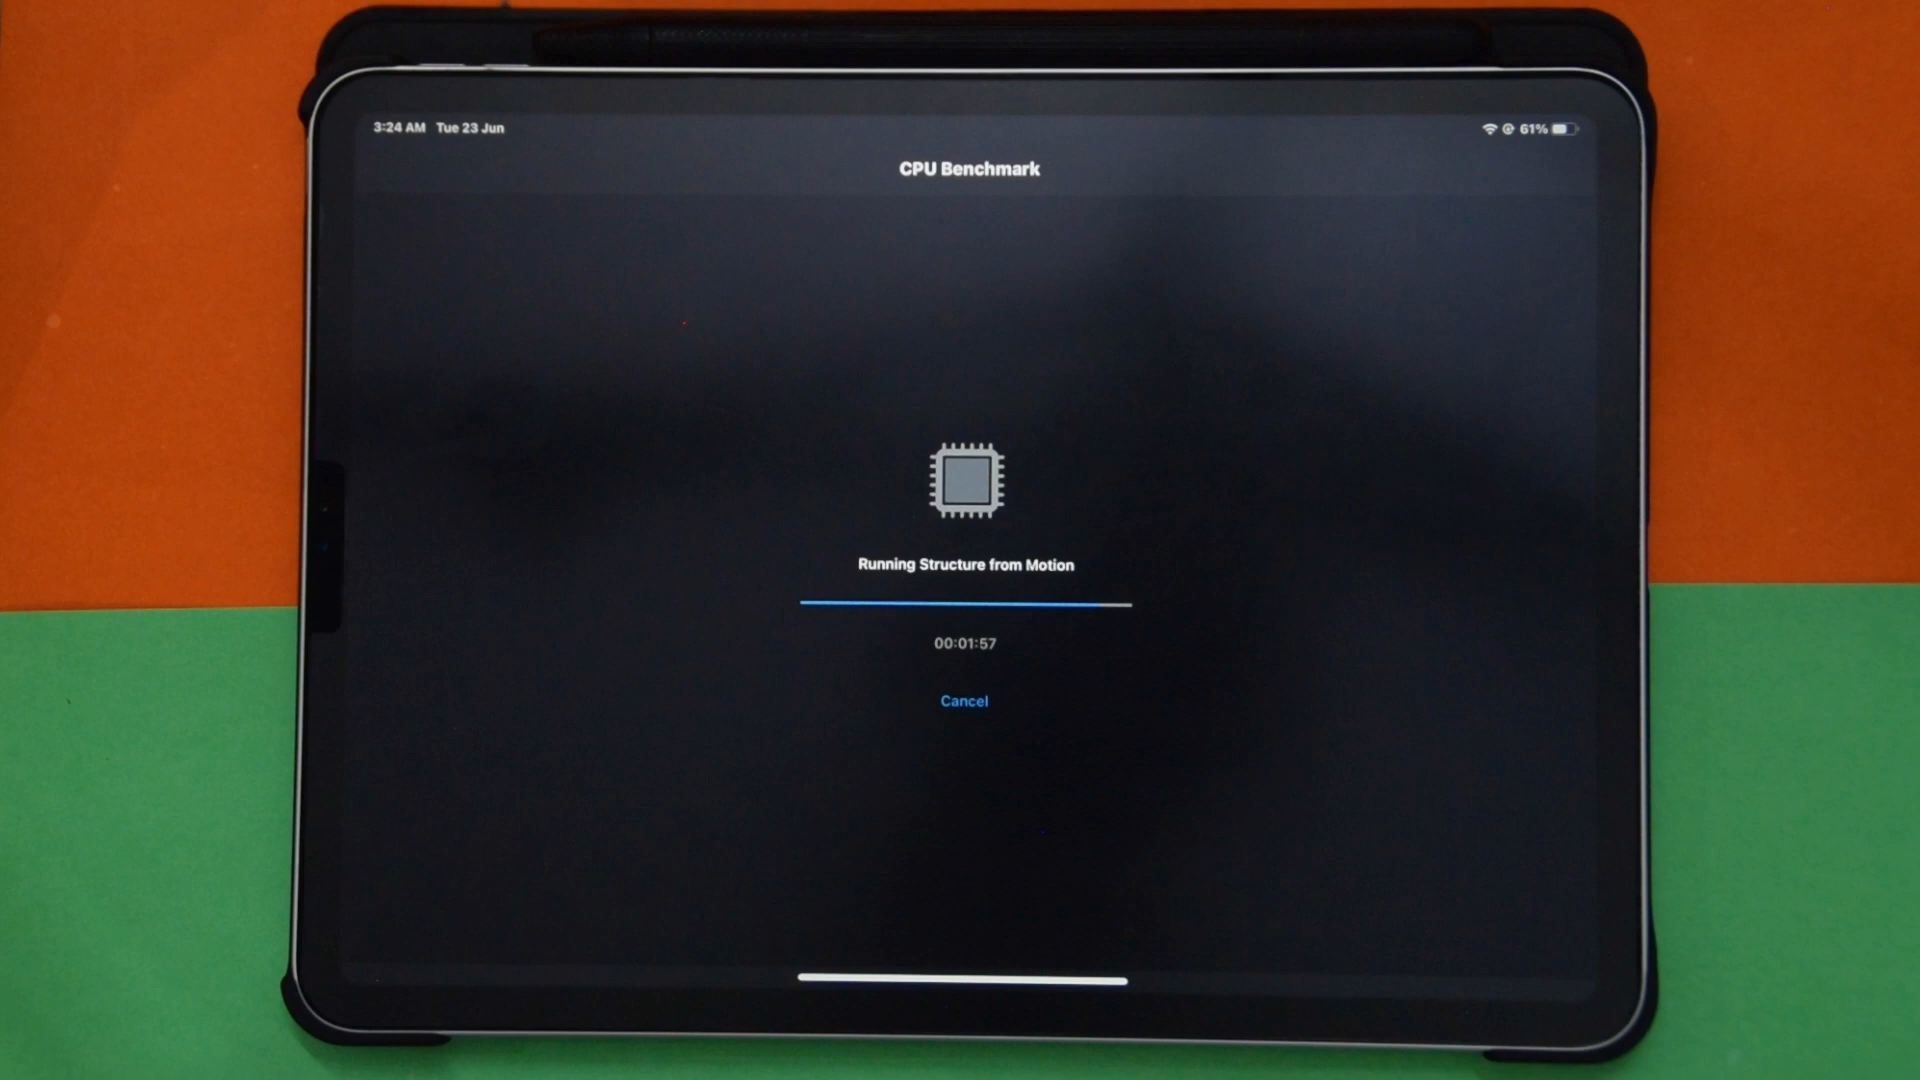 3:24 AM Tue 23 Jun
61%
CPU Benchmark
Running Structure from Motion
00:01:57
Cancel